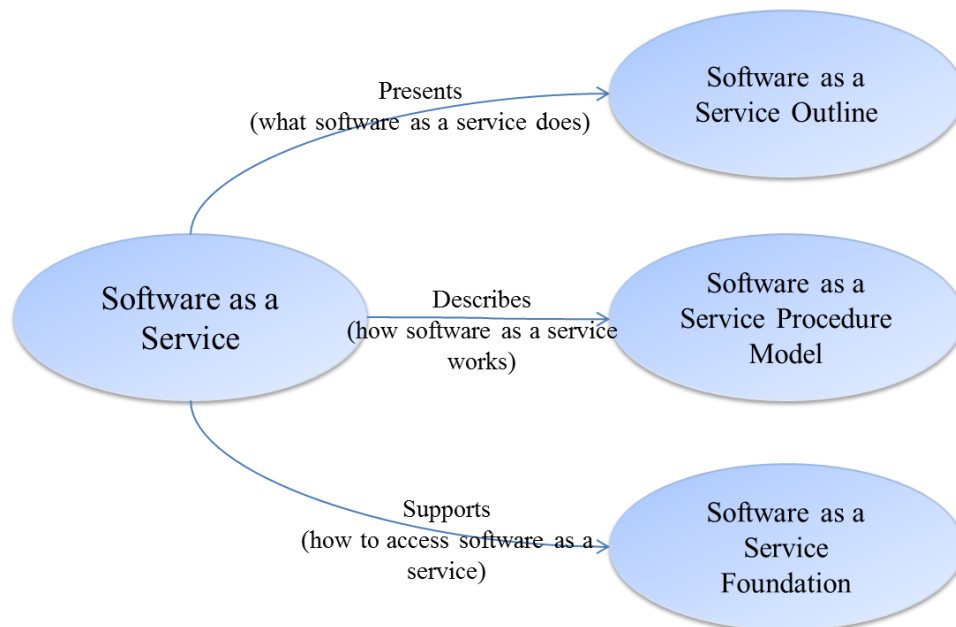 Presents
(what software as a service does)
Software as a
Service Outline
Software as a
Service
Describes
(how software as a service
works)
Software as a
Service Procedure
Model
Supports
(how to access software as a
service)
Software as a
Service
Foundation